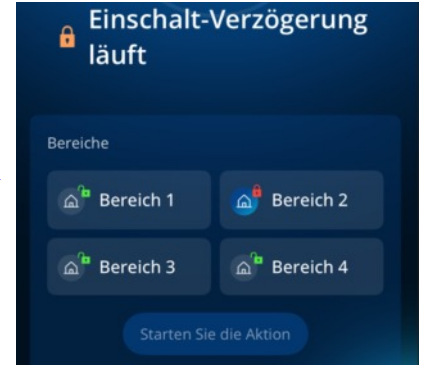 Einschalt-Verzögerung
läuft
Bereiche
Bereich 1
Bereich 2
Bereich 3
Bereich 4
Starten Sie die Aktion